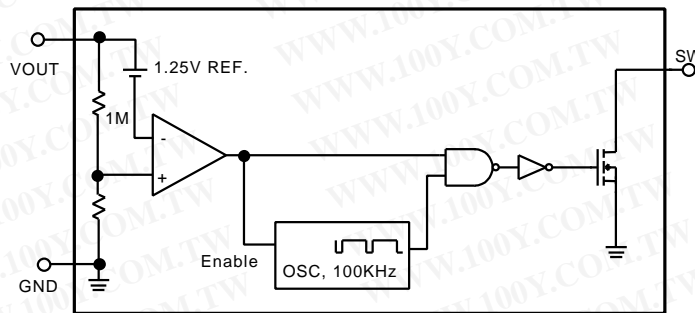 VOUT
1.25V REF.
SW
1M
-
+
Enable
OSC, 100KHz
GND
WWW.100Y.COM.TW